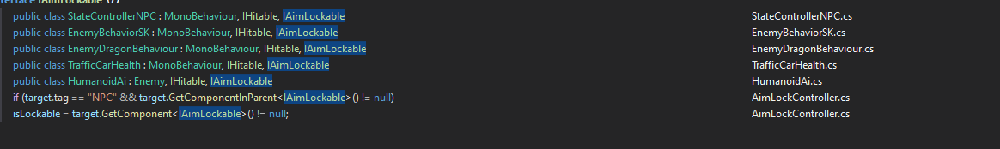 public class StateControllerNPC : MonoBehaviour, IHitable, IAimLockable StateControllerNPC.cs
public class EnemyBehaviorSK : MonoBehaviour, IHitable, IAimLockable EnemyBehaviorSK.cs
public class EnemyDragonBehaviour : MonoBehaviour, IHitable, IAimLockable EnemyDragonBehaviour.cs
public class TrafficCarHealth : MonoBehaviour, IHitable, IAimLockable TrafficCarHealth.cs
public class HumanoidAi : Enemy, IHitable, IAimLockable HumanoidAi.cs
if (target.tag == "NPC" && target.GetComponentInParent<IAimLockable>() != null) AimLockController.cs
isLockable = target.GetComponent<IAimLockable>() != null; AimLockController.cs